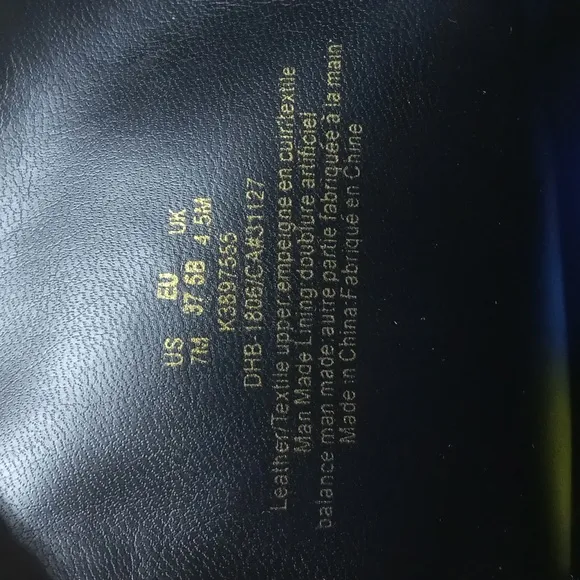 US EU UK
7M 37.5B 4.5M
K3897565
DHB-1806/CA#31127
Leather/Textile upper.empeigne en cuir/textile
Man Made Lining.doublure artificiel
balance man made.autre partie fabriquée à la main.
Made in China.Fabriqué en Chine